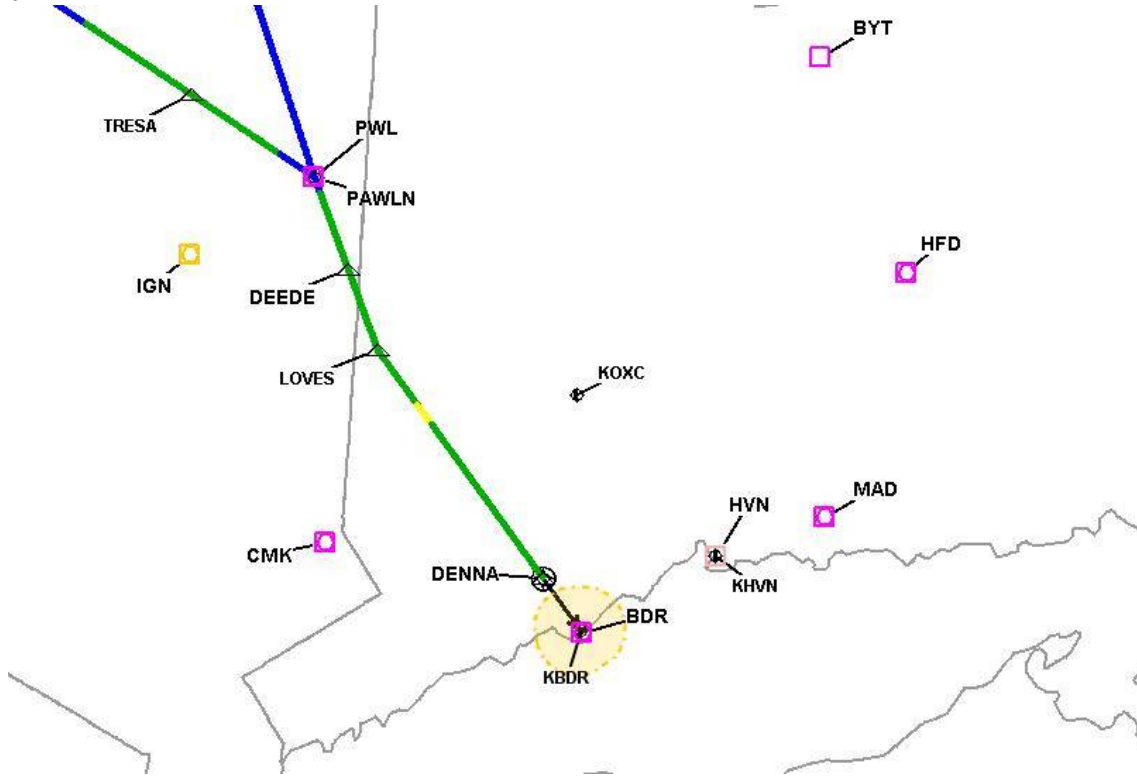 BYT
TRESA
PWL
PAWLN
HFD
IGN
DEEDE
LOVES
KOXC
MAD
HVN
CMK
DENNA
KHVN
BDR
KBDR